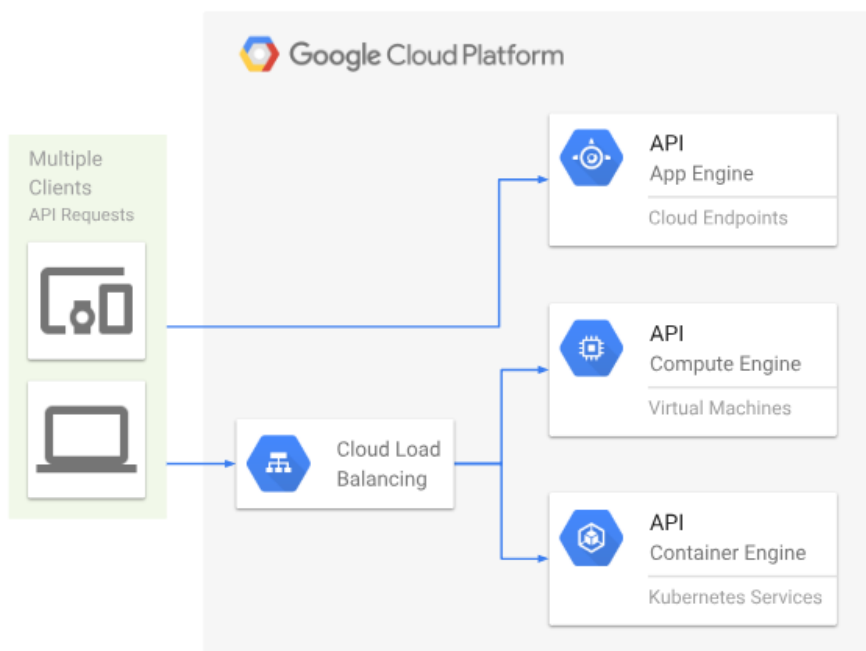 Google Cloud Platform
Multiple
Clients
API Requests
API
App Engine
Cloud Endpoints
API
Compute Engine
Virtual Machines
Cloud Load
Balancing
API
Container Engine
Kubernetes Services